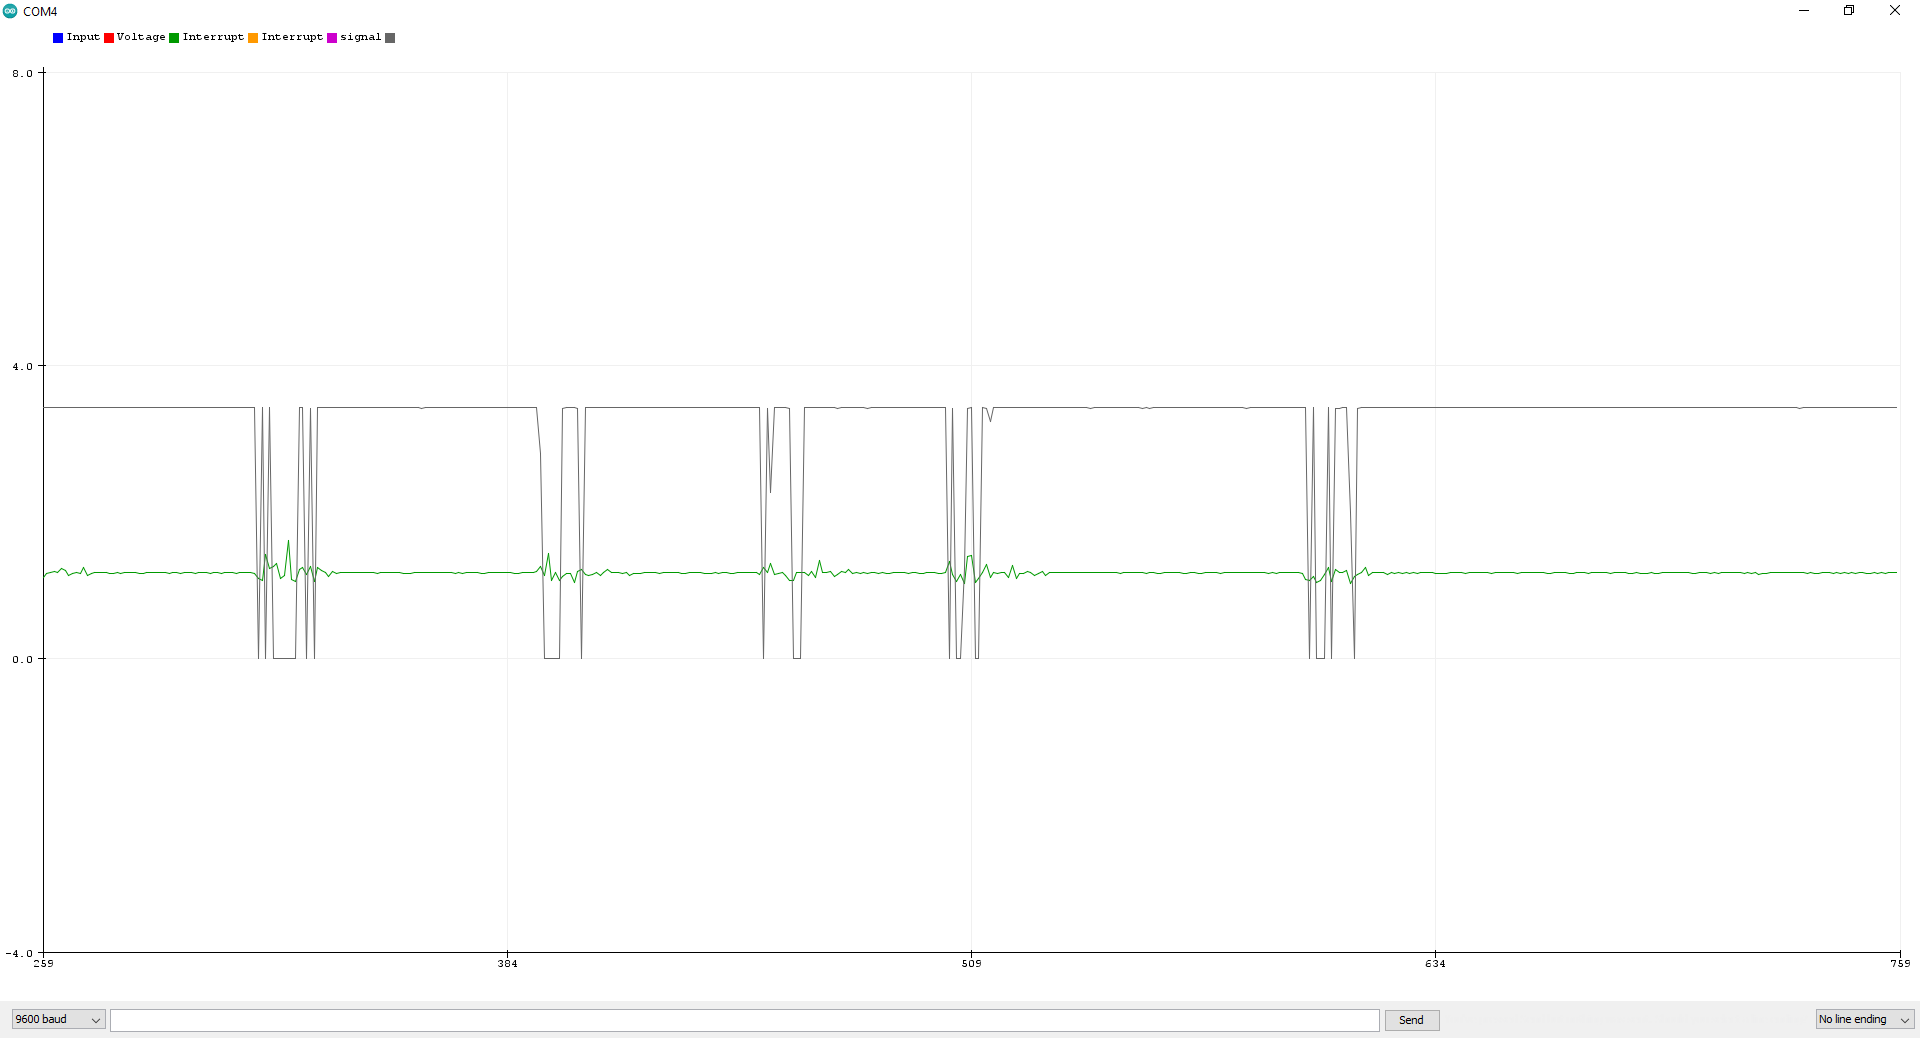 COM4
Input Voltage Interrupt Interrupt signal
8.0
4.0
0.0
-4.0
259 384 509 634 759
9600 baud Send No line ending